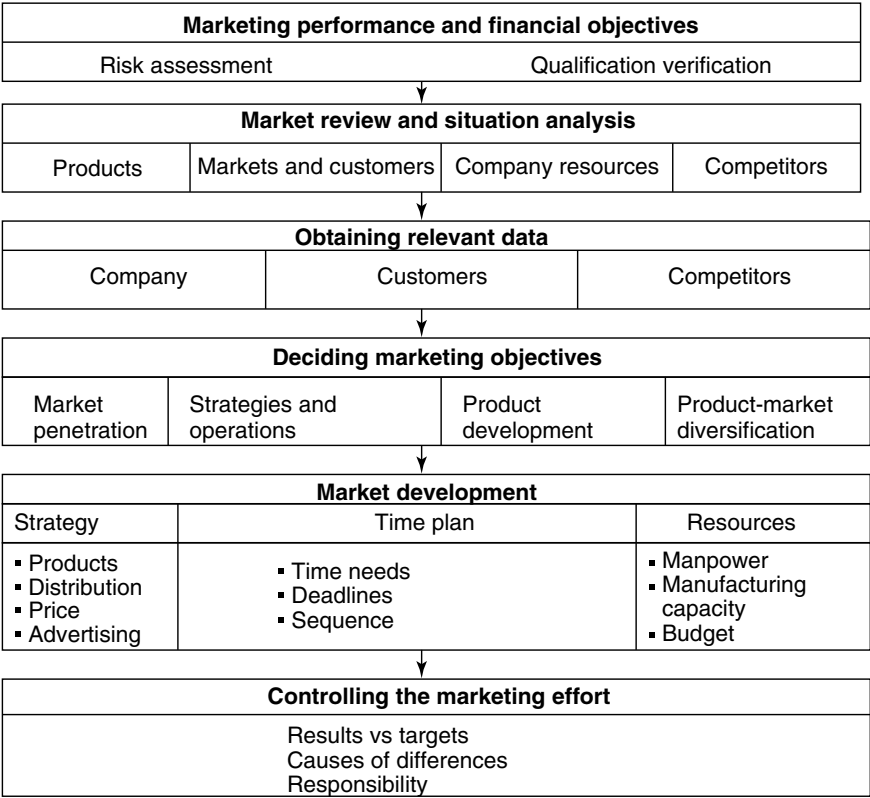 Marketing performance and financial objectives
Risk assessment
Qualification verification
Market review and situation analysis
Products
Markets and customers
Company resources
Competitors
Obtaining relevant data
Company
Customers
Competitors
Deciding marketing objectives
Market
penetration
Strategies and
operations
Product
development
Product-market
diversification
Market development
Strategy
Time plan
Resources
▪ Products
▪ Distribution
▪ Price
▪ Advertising
▪ Time needs
▪ Deadlines
▪ Sequence
▪ Manpower
▪ Manufacturing
capacity
▪ Budget
Controlling the marketing effort
Results vs targets
Causes of differences
Responsibility